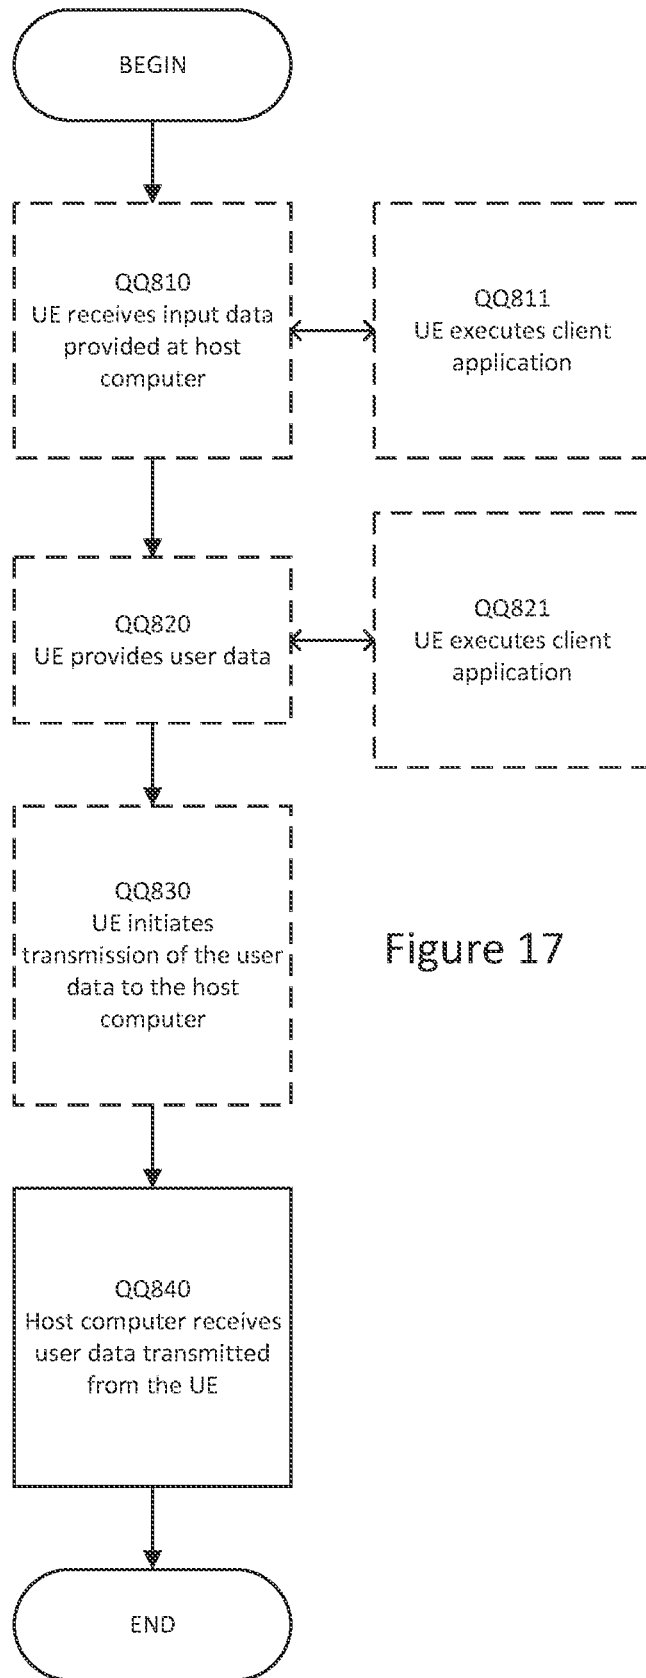 BEGIN
QQ810
UE receives input data
provided at host
computer
QQ811
UE executes client
application
QQ820
UE provides user data
QQ821
UE executes client
application
QQ830
UE initiates
transmission of the user
data to the host
computer
Figure 17
QQ840
Host computer receives
user data transmitted
from the UE
END